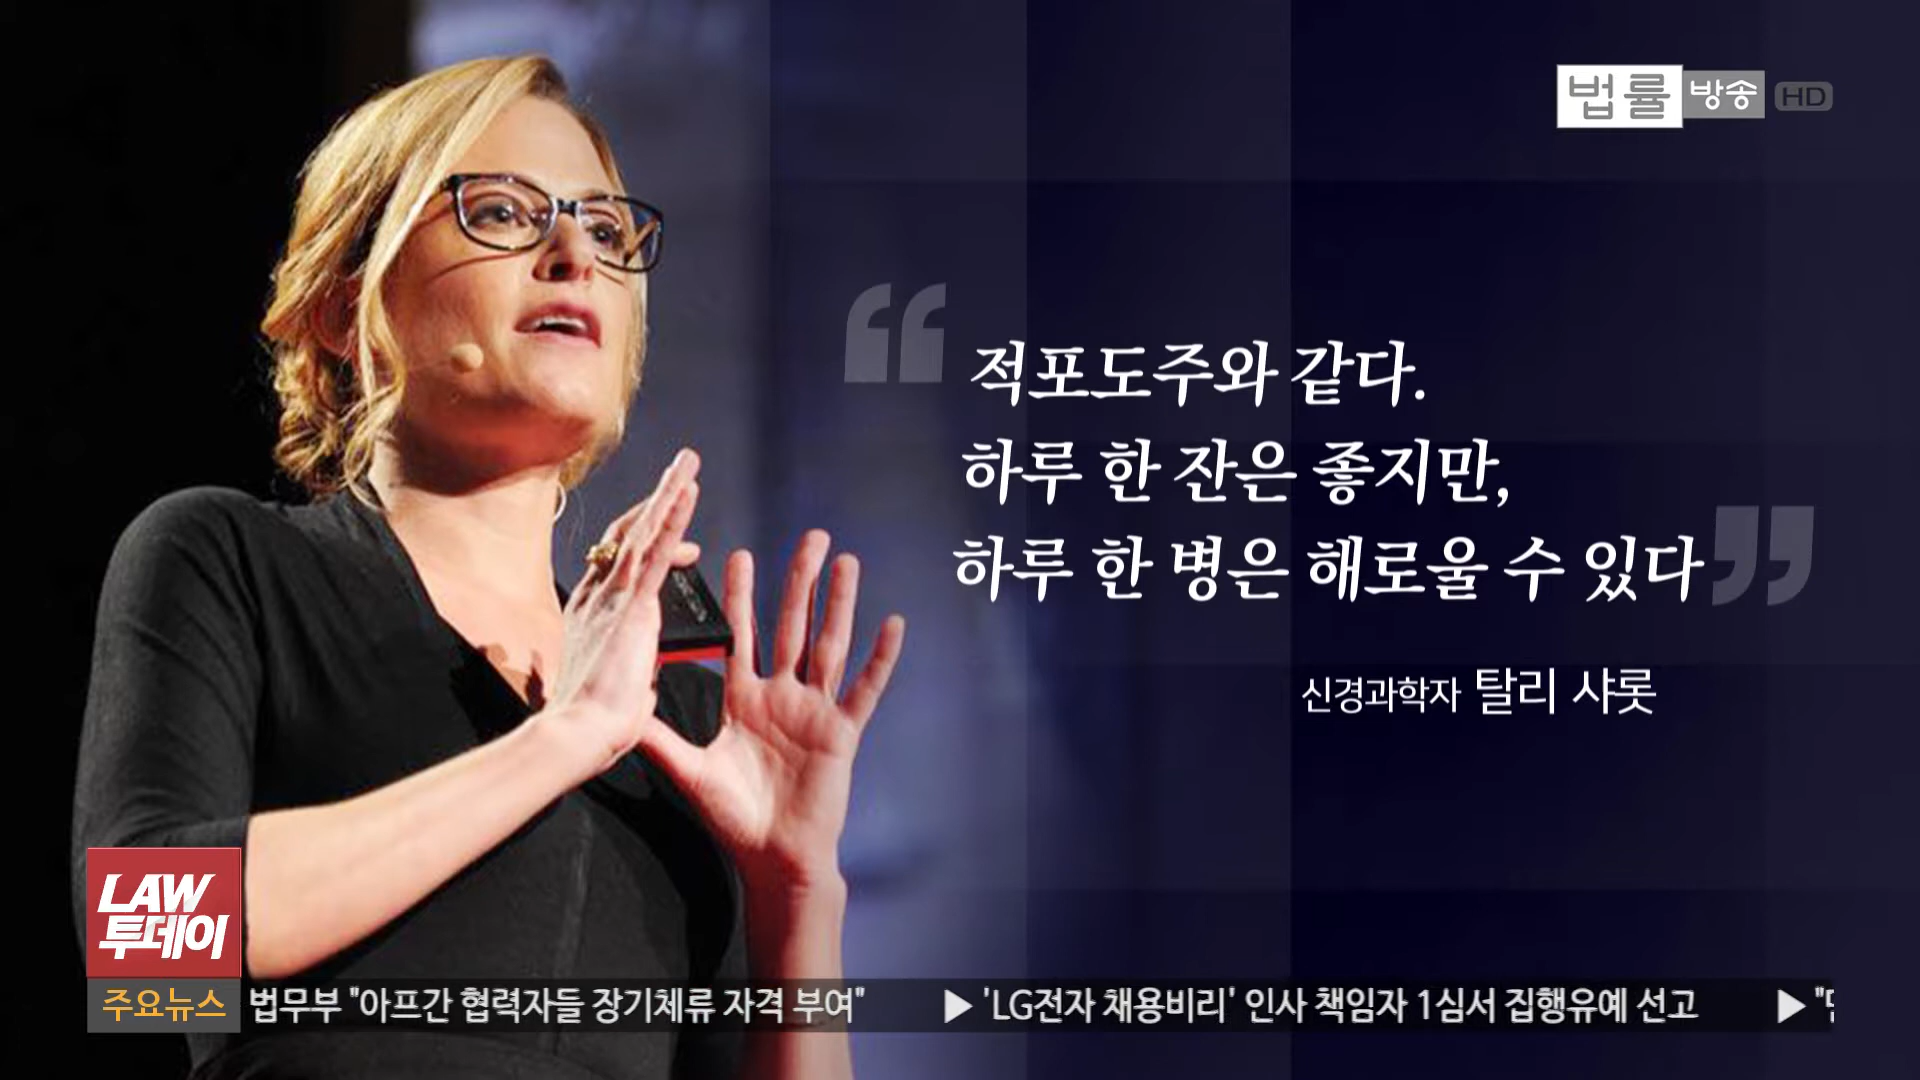 법률방송 HD
“적포도주와 같다.
하루 한 잔은 좋지만,
하루 한 병은 해로울 수 있다”
신경과학자 탈리 샤롯
LAW
투데이
주요뉴스 법무부 "아프간 협력자들 장기체류 자격 부여" ▶'LG전자 채용비리' 인사 책임자 1심서 집행유예 선고 ▶"